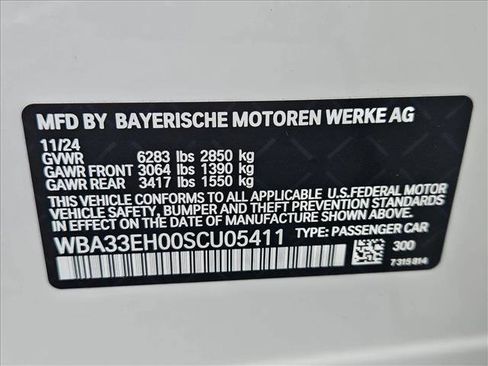 MFD BY BAYERISCHE MOTOREN WERKE AG
11/24
GVWR 6283 lbs 2850 kg
GAWR FRONT 3064 lbs 1390 kg
GAWR REAR 3417 lbs 1550 kg
THIS VEHICLE CONFORMS TO ALL APPLICABLE U.S.FEDERAL MOTOR
VEHICLE SAFETY, BUMPER AND THEFT PREVENTION STANDARDS
IN EFFECT ON THE DATE OF MANUFACTURE SHOWN ABOVE.
WBA33EH00SCU05411 TYPE: PASSENGER CAR
300
7315814